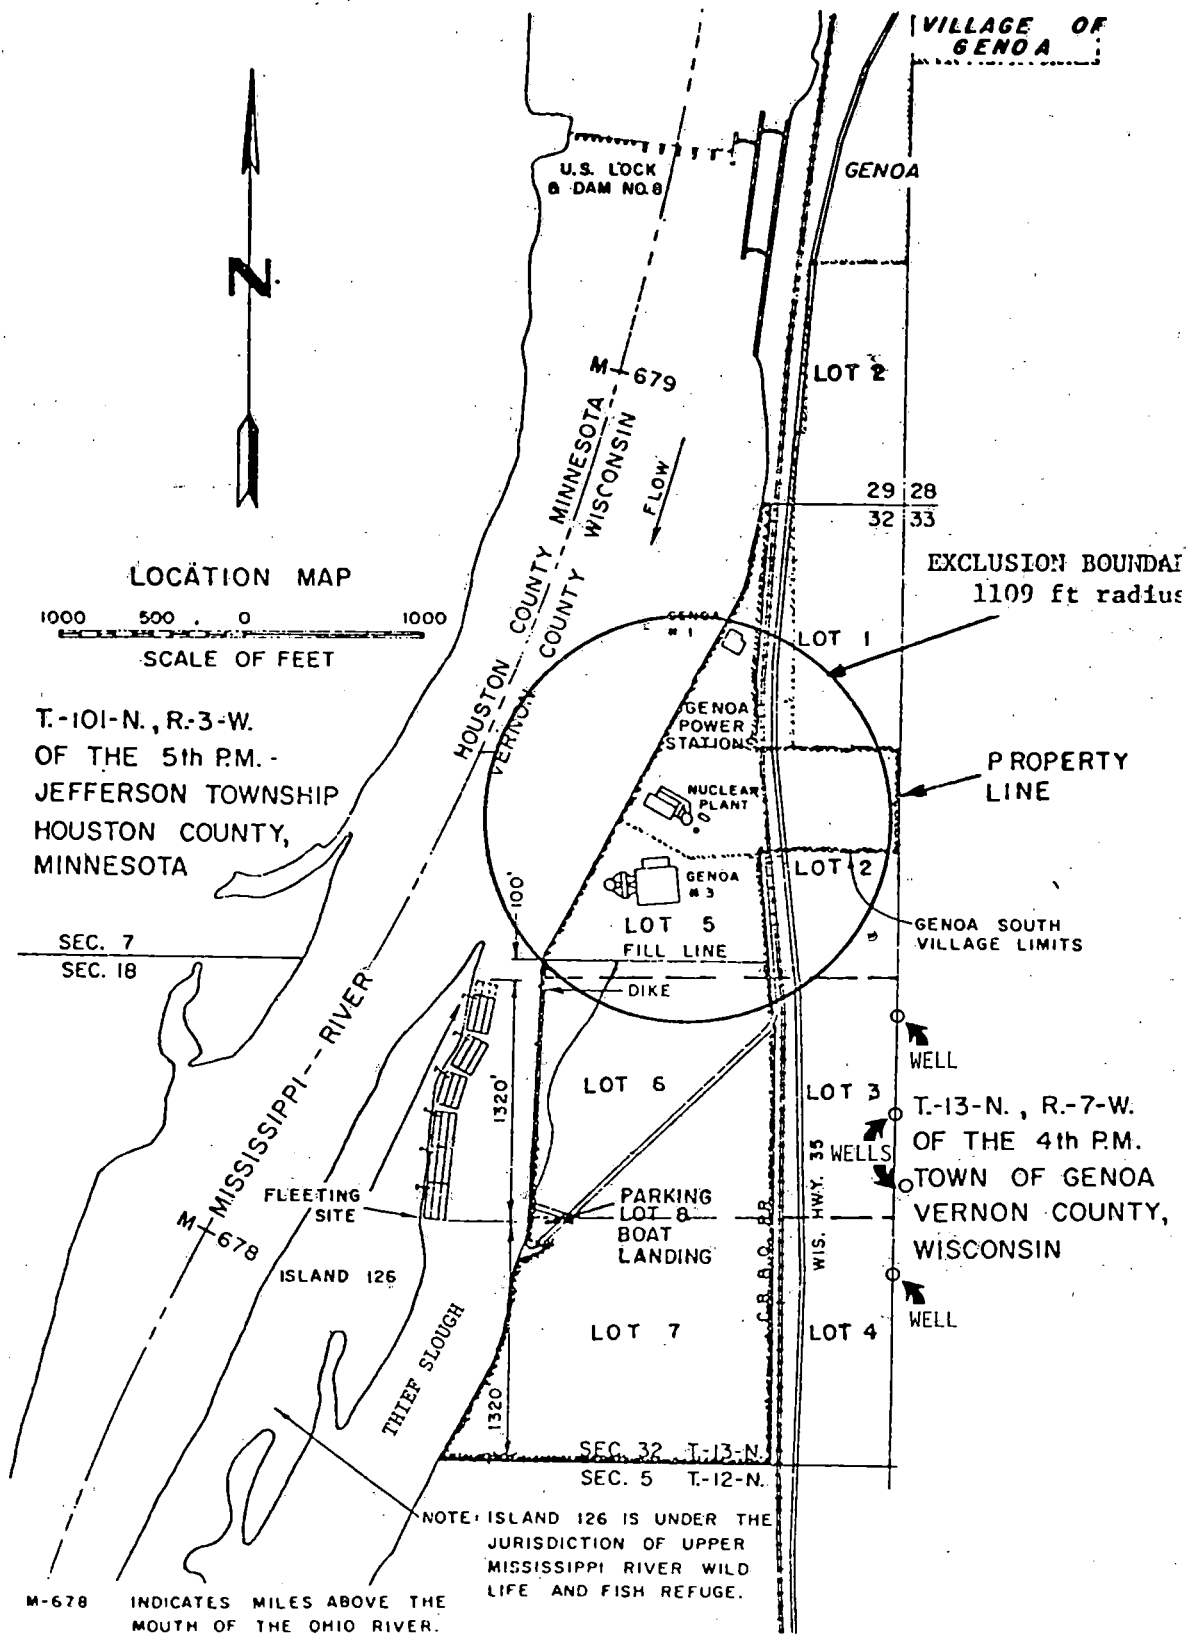 VILLAGE OF
GENOA
U.S. LOCK
& DAM NO.8
GENOA
N
M-679
LOT 2
HOUSTON COUNTY MINNESOTA
VERNON COUNTY WISCONSIN
FLOW
29 28
32 33
EXCLUSION BOUNDAR
1109 ft radius
LOCATION MAP
1000 500 0 1000
SCALE OF FEET
GENOA
#1
LOT 1
T.-101-N., R.-3-W.
OF THE 5th P.M.-
JEFFERSON TOWNSHIP
HOUSTON COUNTY,
MINNESOTA
GENOA
POWER
STATIONS
PROPERTY
LINE
NUCLEAR
PLANT
LOT 2
GENOA
#3
100'
LOT 5
FILL LINE
GENOA SOUTH
VILLAGE LIMITS
SEC. 7
SEC. 18
DIKE
MISSISSIPPI -- RIVER
WELL
1320'
LOT 6
LOT 3
T.-13-N., R.-7-W.
OF THE 4th P.M.
TOWN OF GENOA
VERNON COUNTY,
WISCONSIN
WELLS
FLEETING
SITE
PARKING
LOT 8
BOAT
LANDING
C.B. & Q. RR.
WIS. HWY. 35
M-678
ISLAND 126
WELL
LOT 7
LOT 4
THIEF SLOUGH
1320'
SEC. 32 T.-13-N.
SEC. 5 T.-12-N.
NOTE: ISLAND 126 IS UNDER THE
JURISDICTION OF UPPER
MISSISSIPPI RIVER WILD
LIFE AND FISH REFUGE.
M-678 INDICATES MILES ABOVE THE
MOUTH OF THE OHIO RIVER.